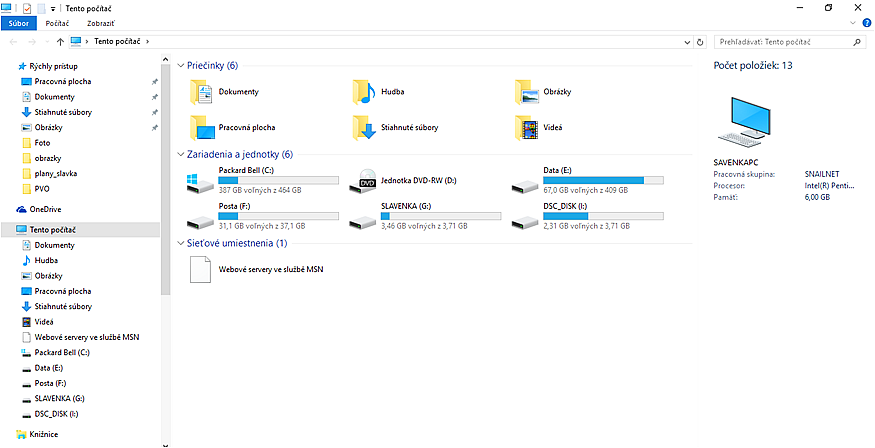 Tento počítač
Súbor Počítač Zobraziť
Tento počítač
Prehľadávať: Tento počítač
Rýchly prístup
Pracovná plocha
Dokumenty
Stiahnuté súbory
Obrázky
Foto
obrazky
plany_slavka
PVO
OneDrive
Tento počítač
Dokumenty
Hudba
Obrázky
Pracovná plocha
Stiahnuté súbory
Videá
Webové servery ve službě MSN
Packard Bell (C:)
Data (E:)
Posta (F:)
SLAVENKA (G:)
DSC_DISK (I:)
Knižnice
Priečinky (6)
Dokumenty
Hudba
Obrázky
Pracovná plocha
Stiahnuté súbory
Videá
Zariadenia a jednotky (6)
Packard Bell (C:)
387 GB voľných z 464 GB
DVD
Jednotka DVD-RW (D:)
Data (E:)
67,0 GB voľných z 409 GB
Posta (F:)
31,1 GB voľných z 37,1 GB
SLAVENKA (G:)
3,46 GB voľných z 3,71 GB
DSC_DISK (I:)
2,31 GB voľných z 3,71 GB
Sieťové umiestnenia (1)
Webové servery ve službě MSN
Počet položiek: 13
SAVENKAPC
Pracovná skupina: SNAILNET
Procesor: Intel(R) Penti...
Pamäť: 6,00 GB